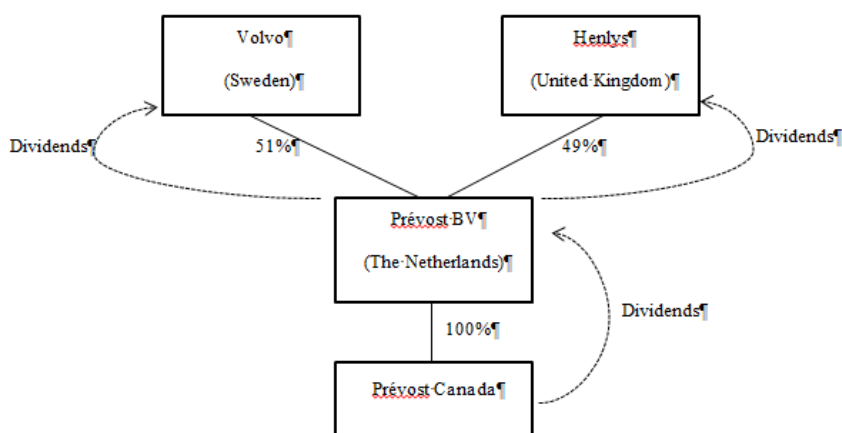 Volvo¶
(Sweden)¶
Henlys¶
(United·Kingdom)¶
Dividends¶
51%¶
49%¶
Dividends¶
Prévost·BV¶
(The·Netherlands)¶
Dividends¶
100%¶
Prévost·Canada¶